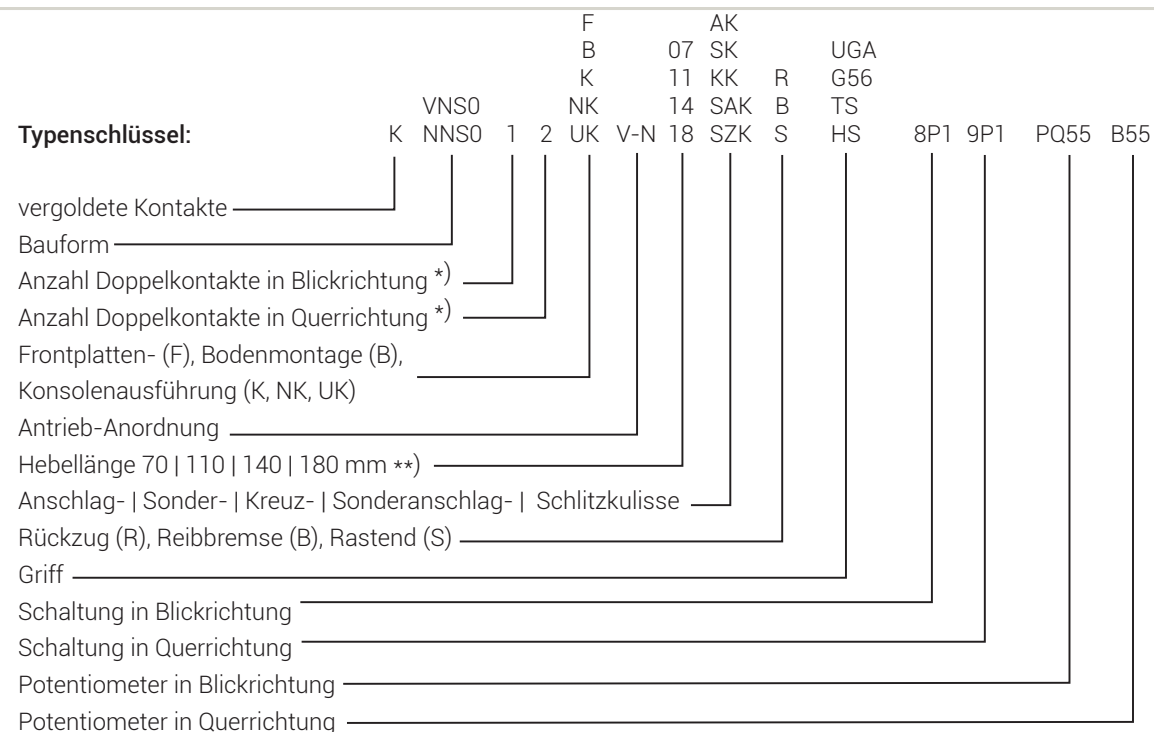 F AK
B 07 SK UGA
K 11 KK R G56
VNS0 NK 14 SAK B TS
Typenschlüssel: K NNS0 1 2 UK V-N 18 SZK S HS 8P1 9P1 PQ55 B55
vergoldete Kontakte
Bauform
Anzahl Doppelkontakte in Blickrichtung *)
Anzahl Doppelkontakte in Querrichtung *)
Frontplatten- (F), Bodenmontage (B),
Konsolenausführung (K, NK, UK)
Antrieb-Anordnung
Hebellänge 70 | 110 | 140 | 180 mm **)
Anschlag- | Sonder- | Kreuz- | Sonderanschlag- | Schlitzkulisse
Rückzug (R), Reibbremse (B), Rastend (S)
Griff
Schaltung in Blickrichtung
Schaltung in Querrichtung
Potentiometer in Blickrichtung
Potentiometer in Querrichtung